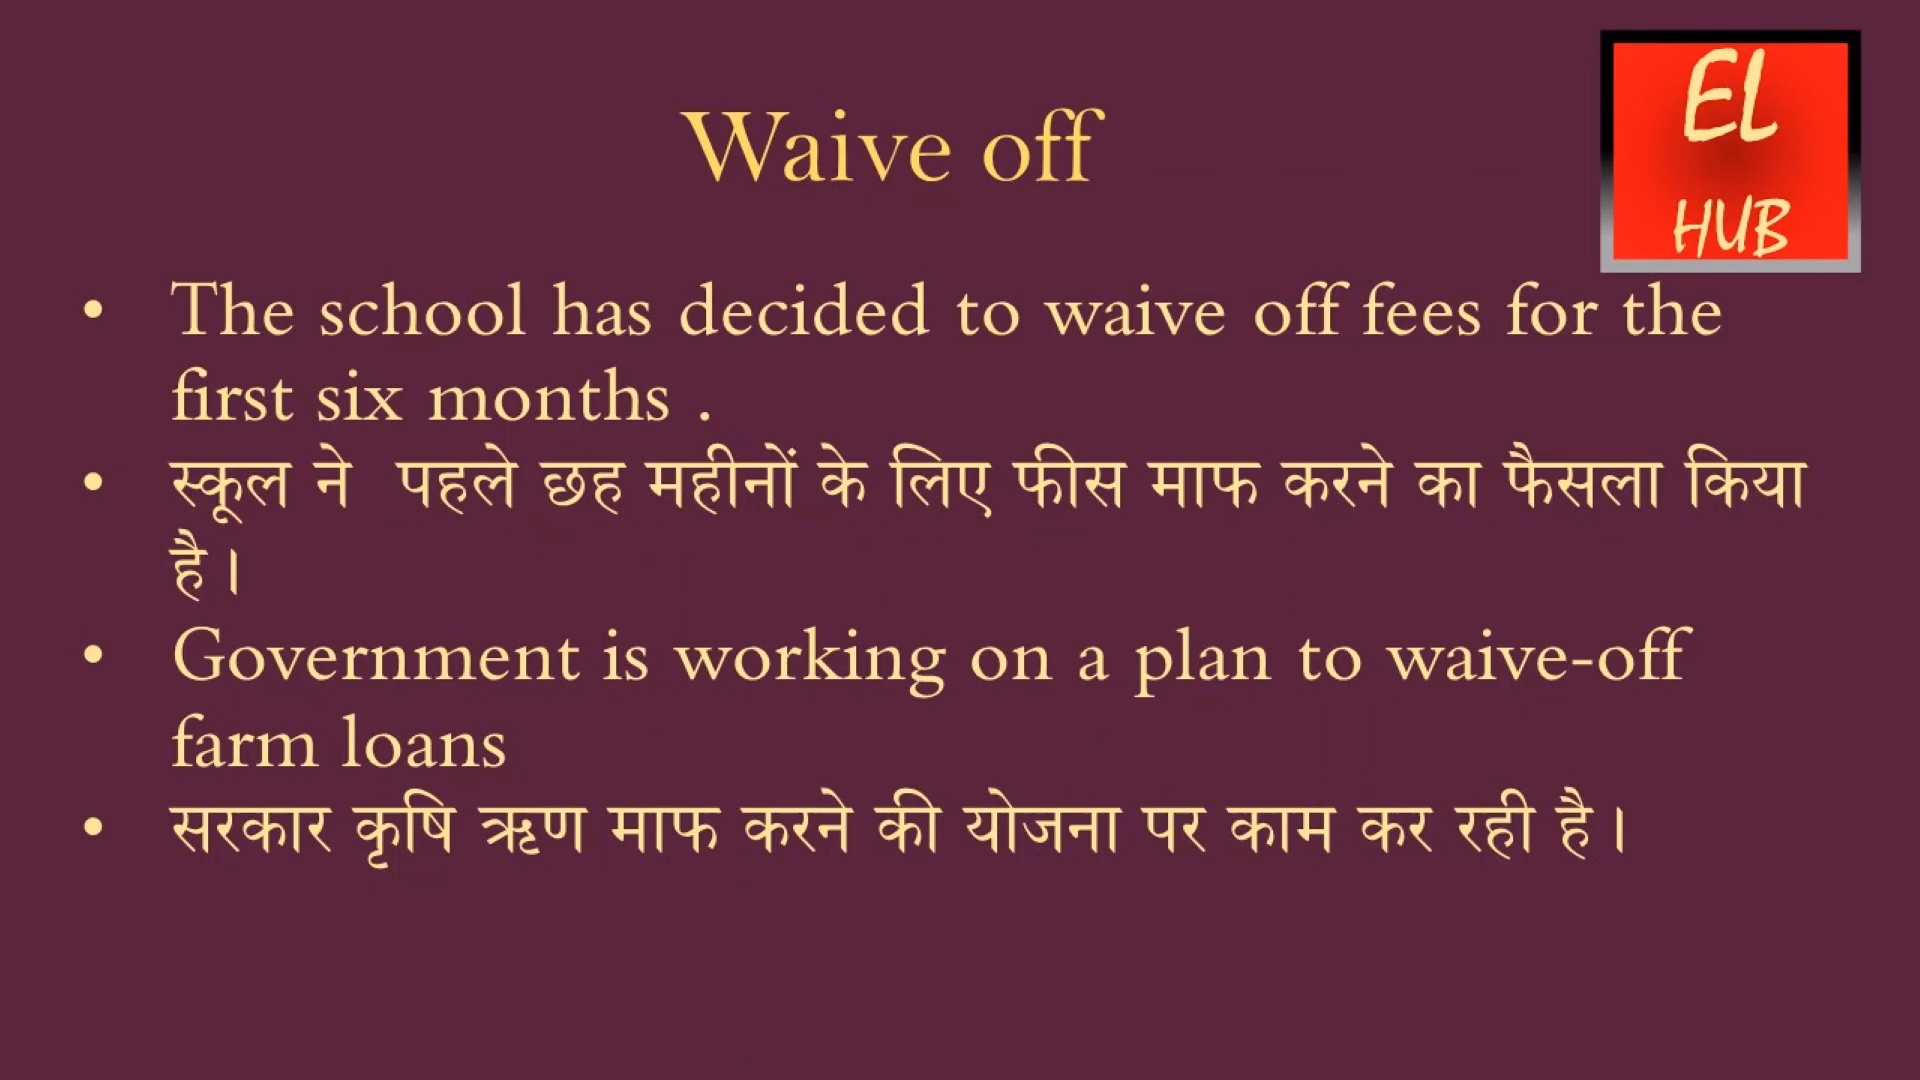 EL
HUB
Waive off
• The school has decided to waive off fees for the
first six months .
• स्कूल ने पहले छह महीनों के लिए फीस माफ करने का फैसला किया
है।
• Government is working on a plan to waive-off
farm loans
• सरकार कृषि ऋण माफ करने की योजना पर काम कर रही है।